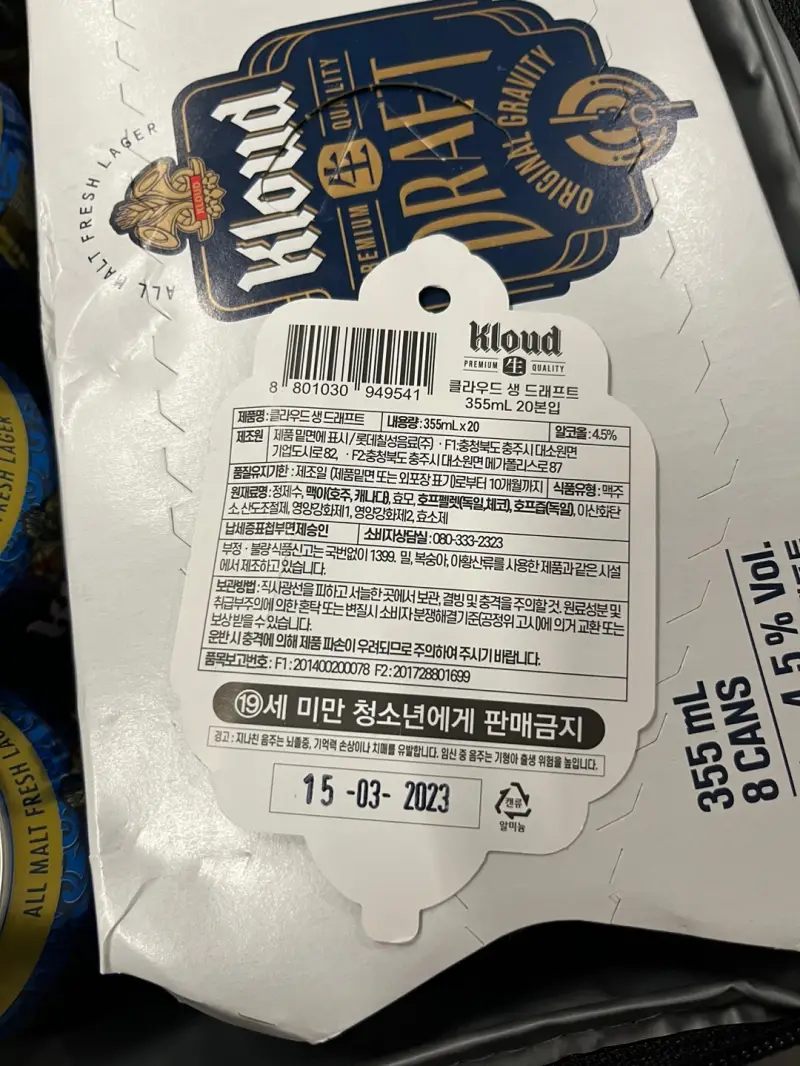 ALL MALT FRESH LAGER
KLOUD
Kloud
PREMIUM 生 QUALITY
DRAFT
ORIGINAL GRAVITY
8 801030 949541
Kloud
PREMIUM 生 QUALITY
클라우드 생 드래프트
355mL 20본입
제품명 : 클라우드 생 드래프트 내용량 : 355mL x 20 알코올 : 4.5%
제조원 제품 밑면에 표시 / 롯데칠성음료(주) · F1:충청북도 충주시 대소원면
기업도시로 82, · F2:충청북도 충주시 대소원면 메가폴리스로 87
품질유지기한 : 제조일 (제품밑면 또는 외포장 표기)로부터 10개월까지 식품유형 : 맥주
원재료명 : 정제수, 맥아(호주, 캐나다), 효모, 호프펠렛(독일,체코), 호프즙(독일), 이산화탄
소, 산도조절제, 영양강화제1, 영양강화제2, 효소제
납세증표첩부면제승인 소비자상담실 : 080-333-2323
부정 · 불량식품신고는 국번없이 1399. 밀, 복숭아, 아황산류를 사용한 제품과 같은 시설
에서 제조하고 있습니다.
보관방법 : 직사광선을 피하고 서늘한 곳에서 보관, 결빙 및 충격을 주의할 것. 원료성분 및
취급부주의에 의한 혼탁 또는 변질시 소비자 분쟁해결기준(공정위 고시)에 의거 교환 또는
보상 받을 수 있습니다.
운반 시 충격에 의해 제품 파손이 우려되므로 주의하여 주시기 바랍니다.
품목보고번호 : F1 : 201400200078 F2 : 201728801699
19세 미만 청소년에게 판매금지
경고 : 지나친 음주는 뇌졸중, 기억력 손상이나 치매를 유발합니다. 임신 중 음주는 기형아 출생 위험을 높입니다.
15 -03- 2023
캔류
알미늄
355 mL
8 CANS
4.5 % Vol.
FRESH LAGER
ALL MALT FRESH LAG